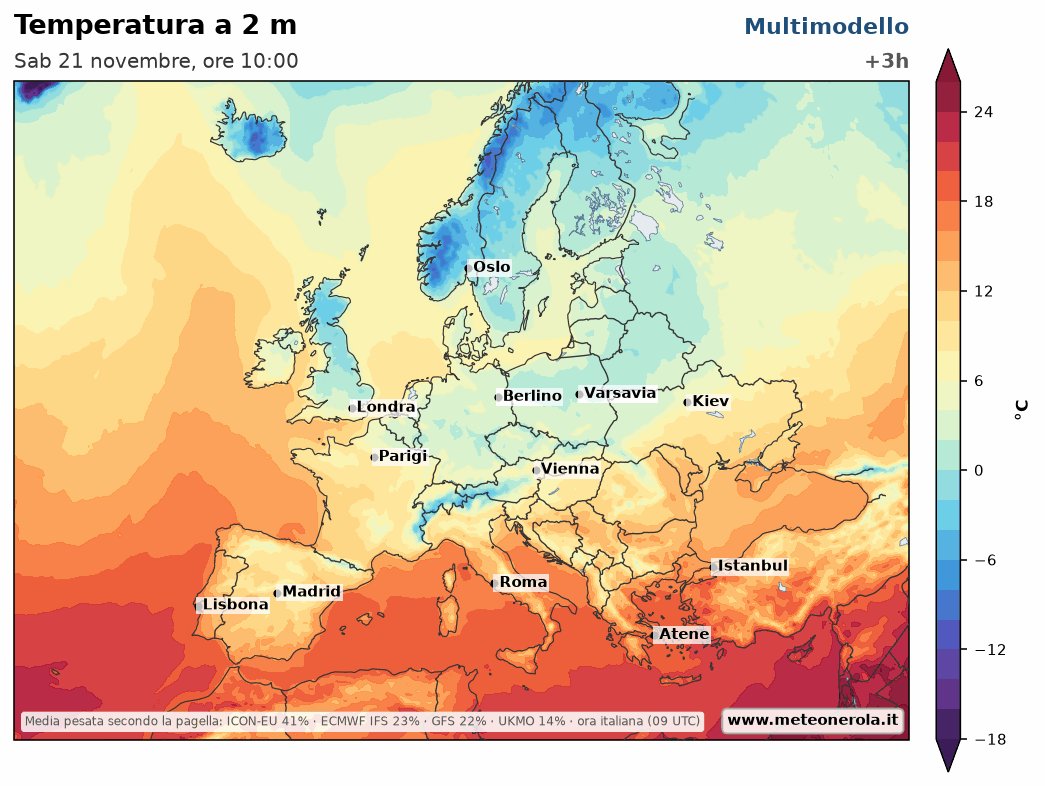 Temperatura a 2 m
Multimodello
Sab 21 novembre, ore 10:00
+3h
24
18
12
6
0
−6
−12
−18
°C
Oslo
Londra
Berlino
Varsavia
Kiev
Parigi
Vienna
Istanbul
Madrid
Lisbona
Roma
Atene
Media pesata secondo la pagella: ICON-EU 41% · ECMWF IFS 23% · GFS 22% · UKMO 14% · ora italiana (09 UTC)
www.meteonerola.it